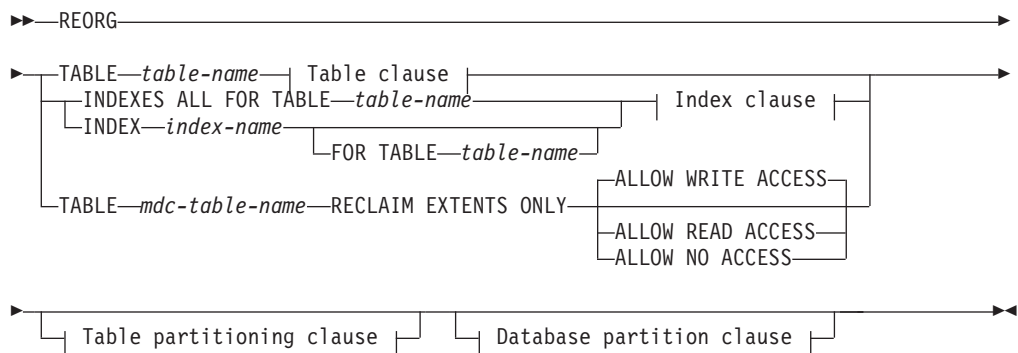 REORG
TABLE table-name Table clause
INDEXES ALL FOR TABLE table-name Index clause
INDEX index-name
FOR TABLE table-name
ALLOW WRITE ACCESS
TABLE mdc-table-name RECLAIM EXTENTS ONLY
ALLOW READ ACCESS
ALLOW NO ACCESS
Table partitioning clause Database partition clause